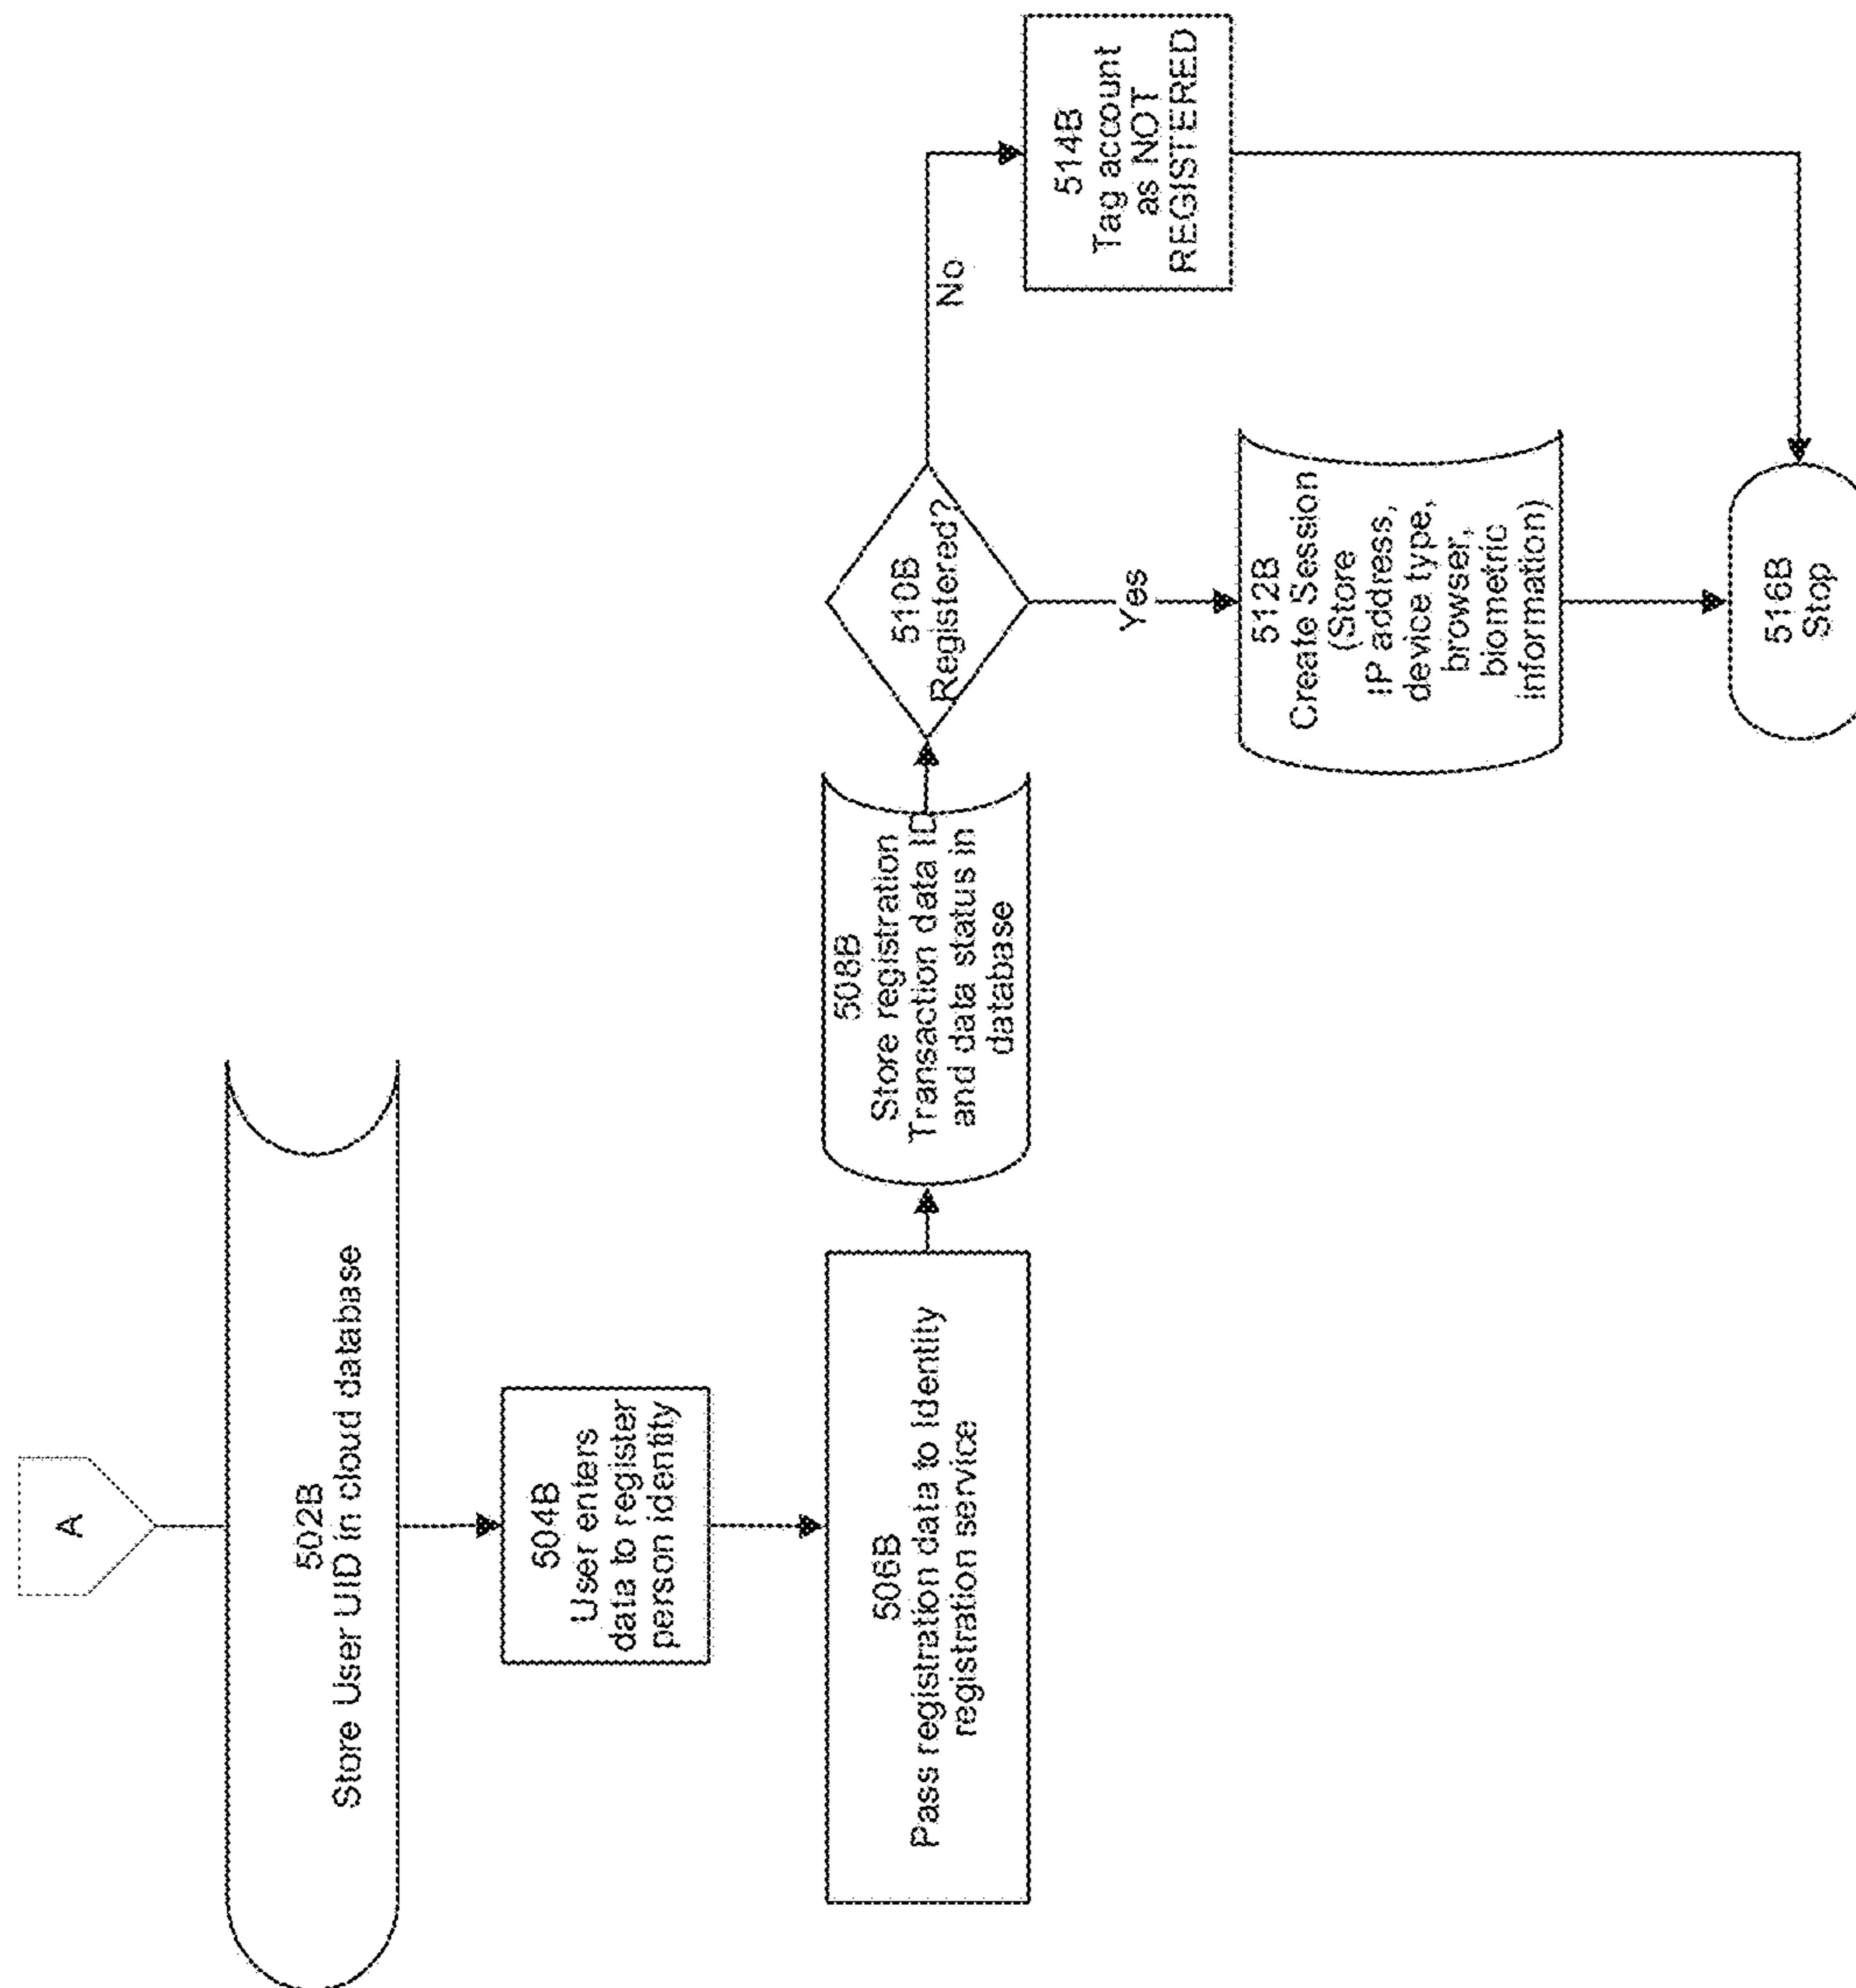 A
502B
Store User UID in cloud database
504B
User enters
data to register
person identity
506B
Pass registration data to Identity
registration service
508B
Store registration
Transaction data ID
and data status in
database
510B
Registered?
No
514B
Tag account
as NOT
REGISTERED
Yes
512B
Create Session
(Store
IP address,
device type,
browser,
biometric
information)
516B
Stop